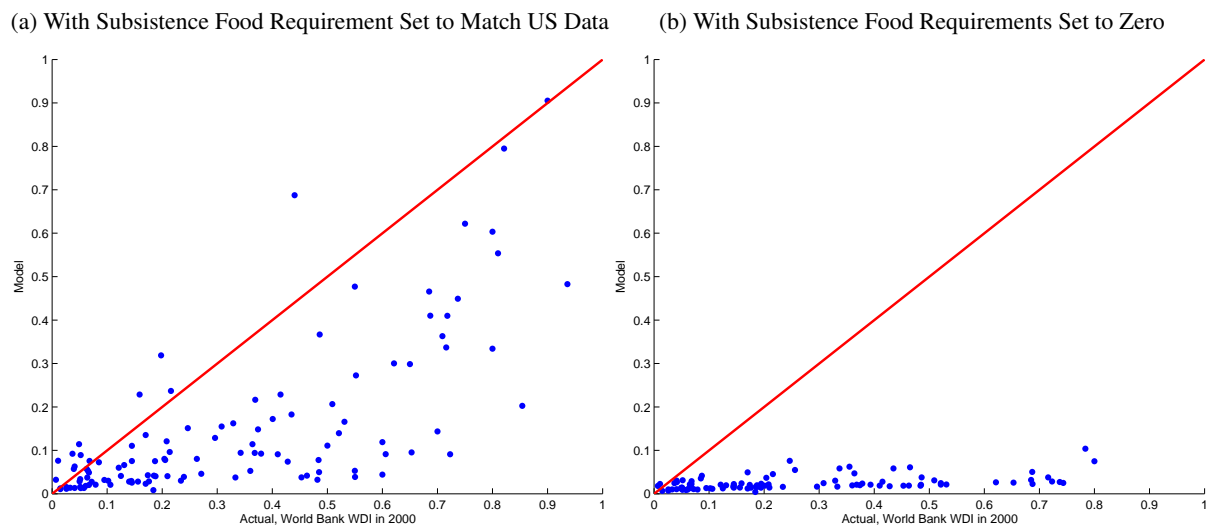 (a) With Subsistence Food Requirement Set to Match US Data
1
0.9
0.8
0.7
0.6
0.5
0.4
0.3
0.2
0.1
0
Model
0 0.1 0.2 0.3 0.4 0.5 0.6 0.7 0.8 0.9 1
Actual, World Bank WDI in 2000
(b) With Subsistence Food Requirements Set to Zero
1
0.9
0.8
0.7
0.6
0.5
0.4
0.3
0.2
0.1
0
Model
0 0.1 0.2 0.3 0.4 0.5 0.6 0.7 0.8 0.9 1
Actual, World Bank WDI in 2000